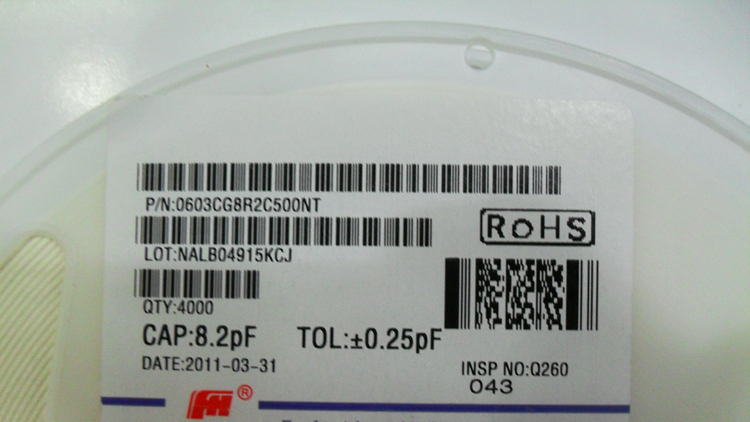 P/N:0603CG8R2C500NT
RoHS
LOT:NALB04915KCJ
QTY:4000
CAP:8.2pF TOL:±0.25pF
DATE:2011-03-31
INSP NO:Q260
043
FH ®